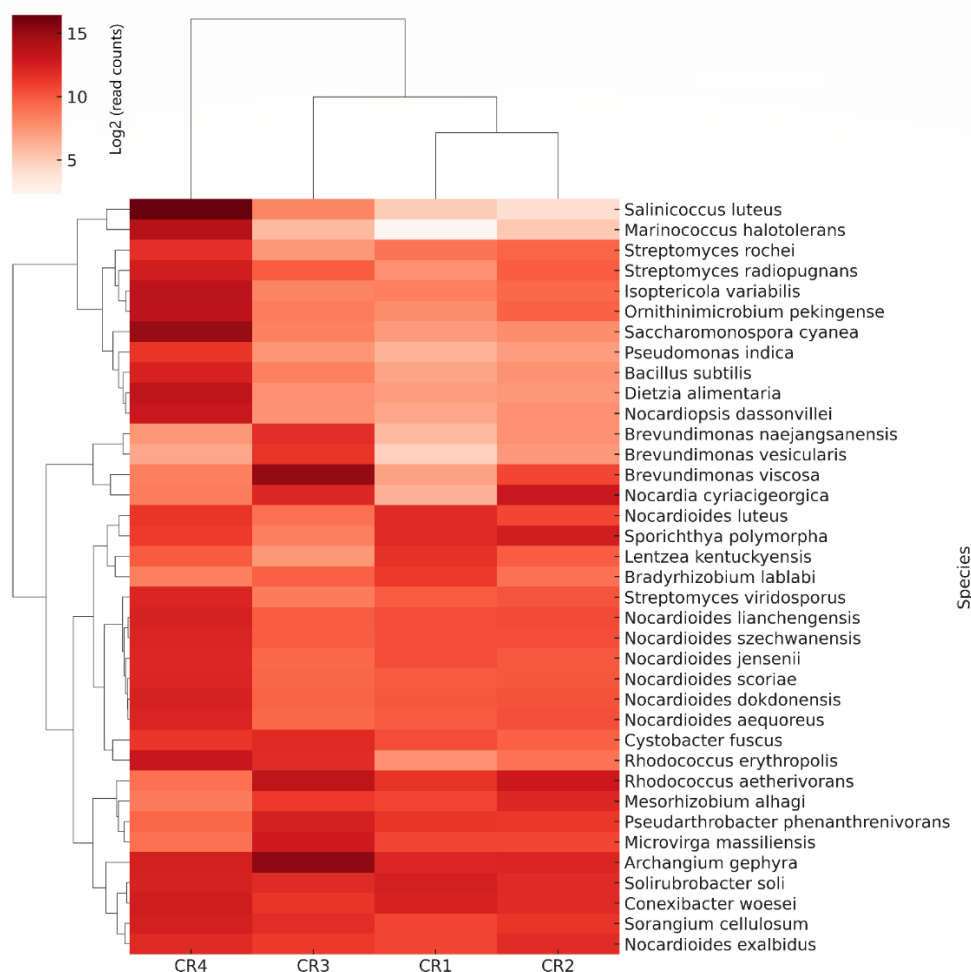 15
10
5
Log2 (read counts)
Salinicoccus luteus
Marinococcus halotolerans
Streptomyces rochei
Streptomyces radiopugnans
Isoptericola variabilis
Ornithinimicrobium pekingense
Saccharomonospora cyanea
Pseudomonas indica
Bacillus subtilis
Dietzia alimentaria
Nocardiopsis dassonvillei
Brevundimonas naejangsanensis
Brevundimonas vesicularis
Brevundimonas viscosa
Nocardia cyriacigeorgica
Nocardioides luteus
Sporichthya polymorpha
Lentzea kentuckyensis
Bradyrhizobium lablabi
Streptomyces viridosporus
Nocardioides lianchengensis
Nocardioides szechwanensis
Nocardioides jensenii
Nocardioides scoriae
Nocardioides dokdonensis
Nocardioides aequoreus
Cystobacter fuscus
Rhodococcus erythropolis
Rhodococcus aetherivorans
Mesorhizobium alhagi
Pseudarthrobacter phenanthrenivorans
Microvirga massiliensis
Archangium gephyra
Solirubrobacter soli
Conexibacter woesei
Sorangium cellulosum
Nocardioides exalbidus
Species
CR4 CR3 CR1 CR2